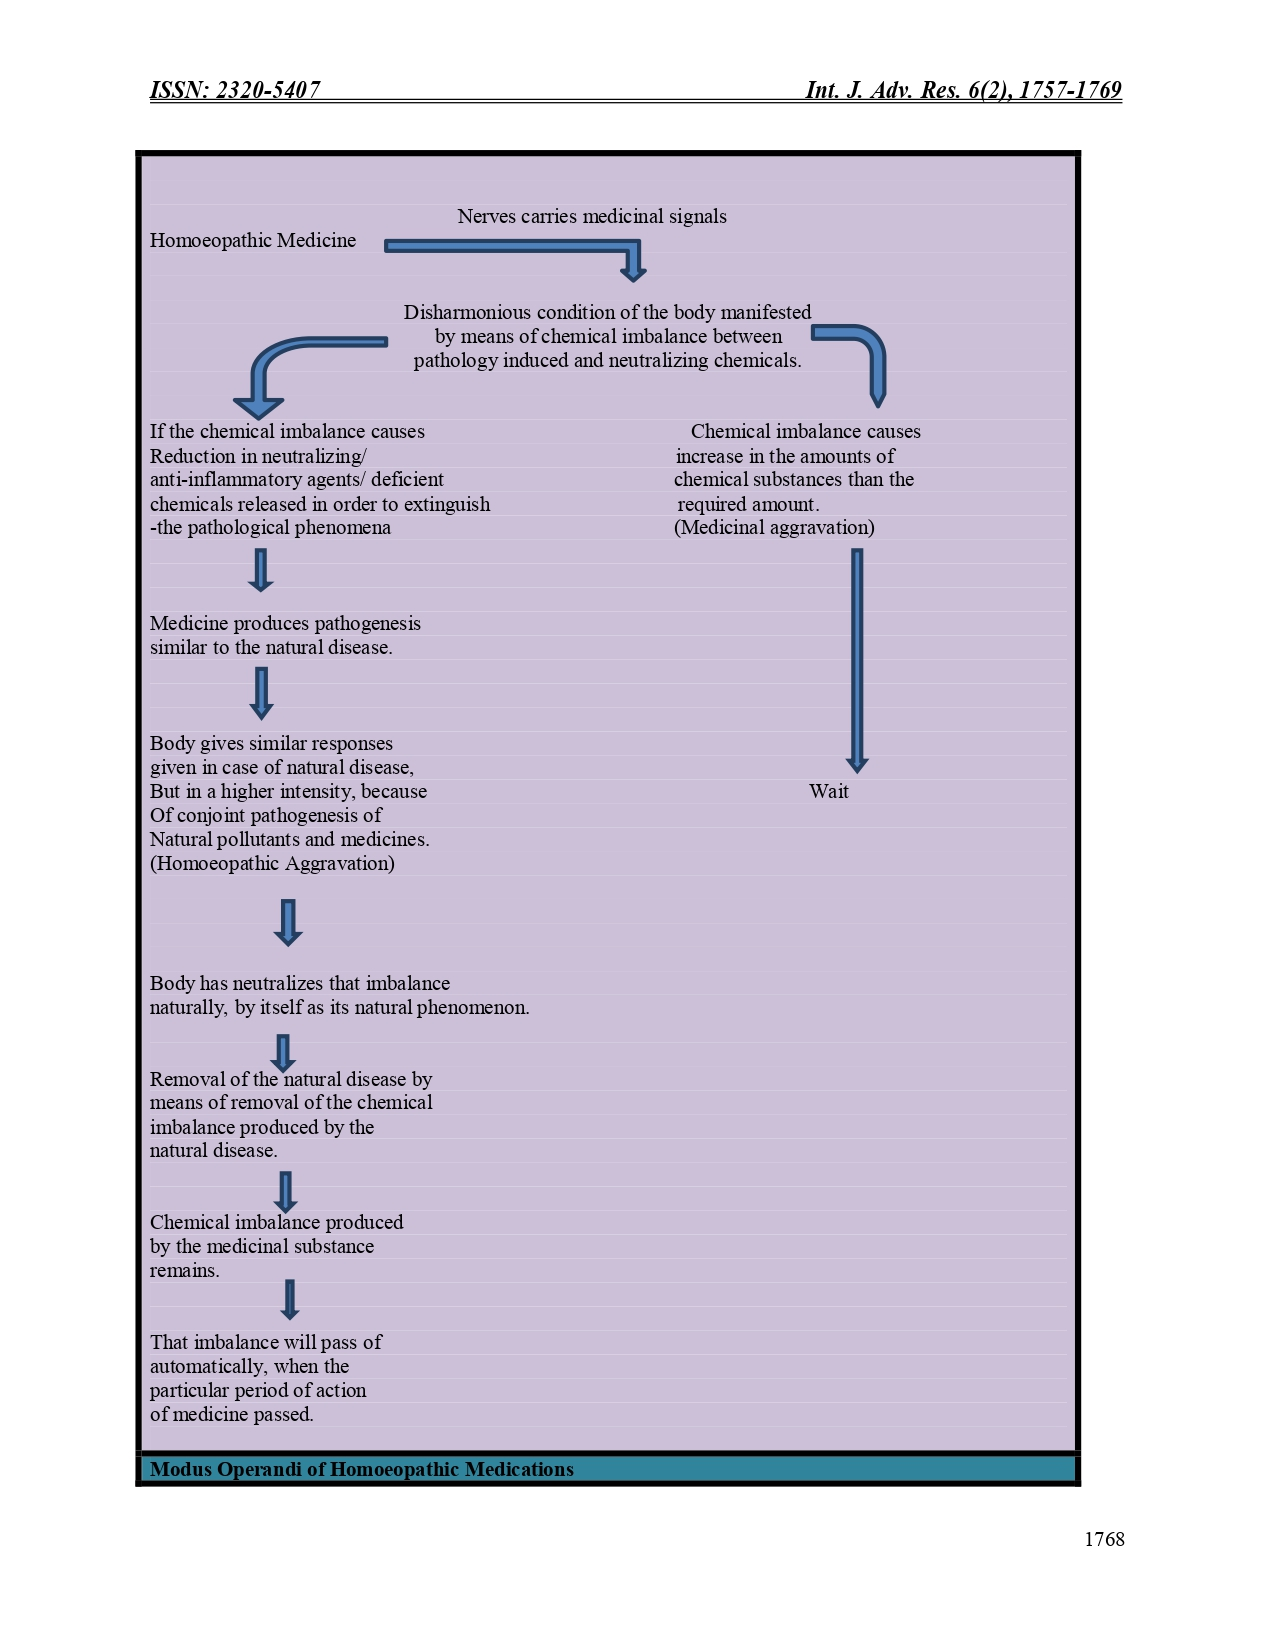 ISSN: 2320-5407 Int. J. Adv. Res. 6(2), 1757-1769
Nerves carries medicinal signals
Homoeopathic Medicine
Disharmonious condition of the body manifested
by means of chemical imbalance between
pathology induced and neutralizing chemicals.
If the chemical imbalance causes
Reduction in neutralizing/
anti-inflammatory agents/ deficient
chemicals released in order to extinguish
-the pathological phenomena
Chemical imbalance causes
increase in the amounts of
chemical substances than the
required amount.
(Medicinal aggravation)
Medicine produces pathogenesis
similar to the natural disease.
Body gives similar responses
given in case of natural disease,
But in a higher intensity, because
Of conjoint pathogenesis of
Natural pollutants and medicines.
(Homoeopathic Aggravation)
Wait
Body has neutralizes that imbalance
naturally, by itself as its natural phenomenon.
Removal of the natural disease by
means of removal of the chemical
imbalance produced by the
natural disease.
Chemical imbalance produced
by the medicinal substance
remains.
That imbalance will pass of
automatically, when the
particular period of action
of medicine passed.
Modus Operandi of Homoeopathic Medications
1768